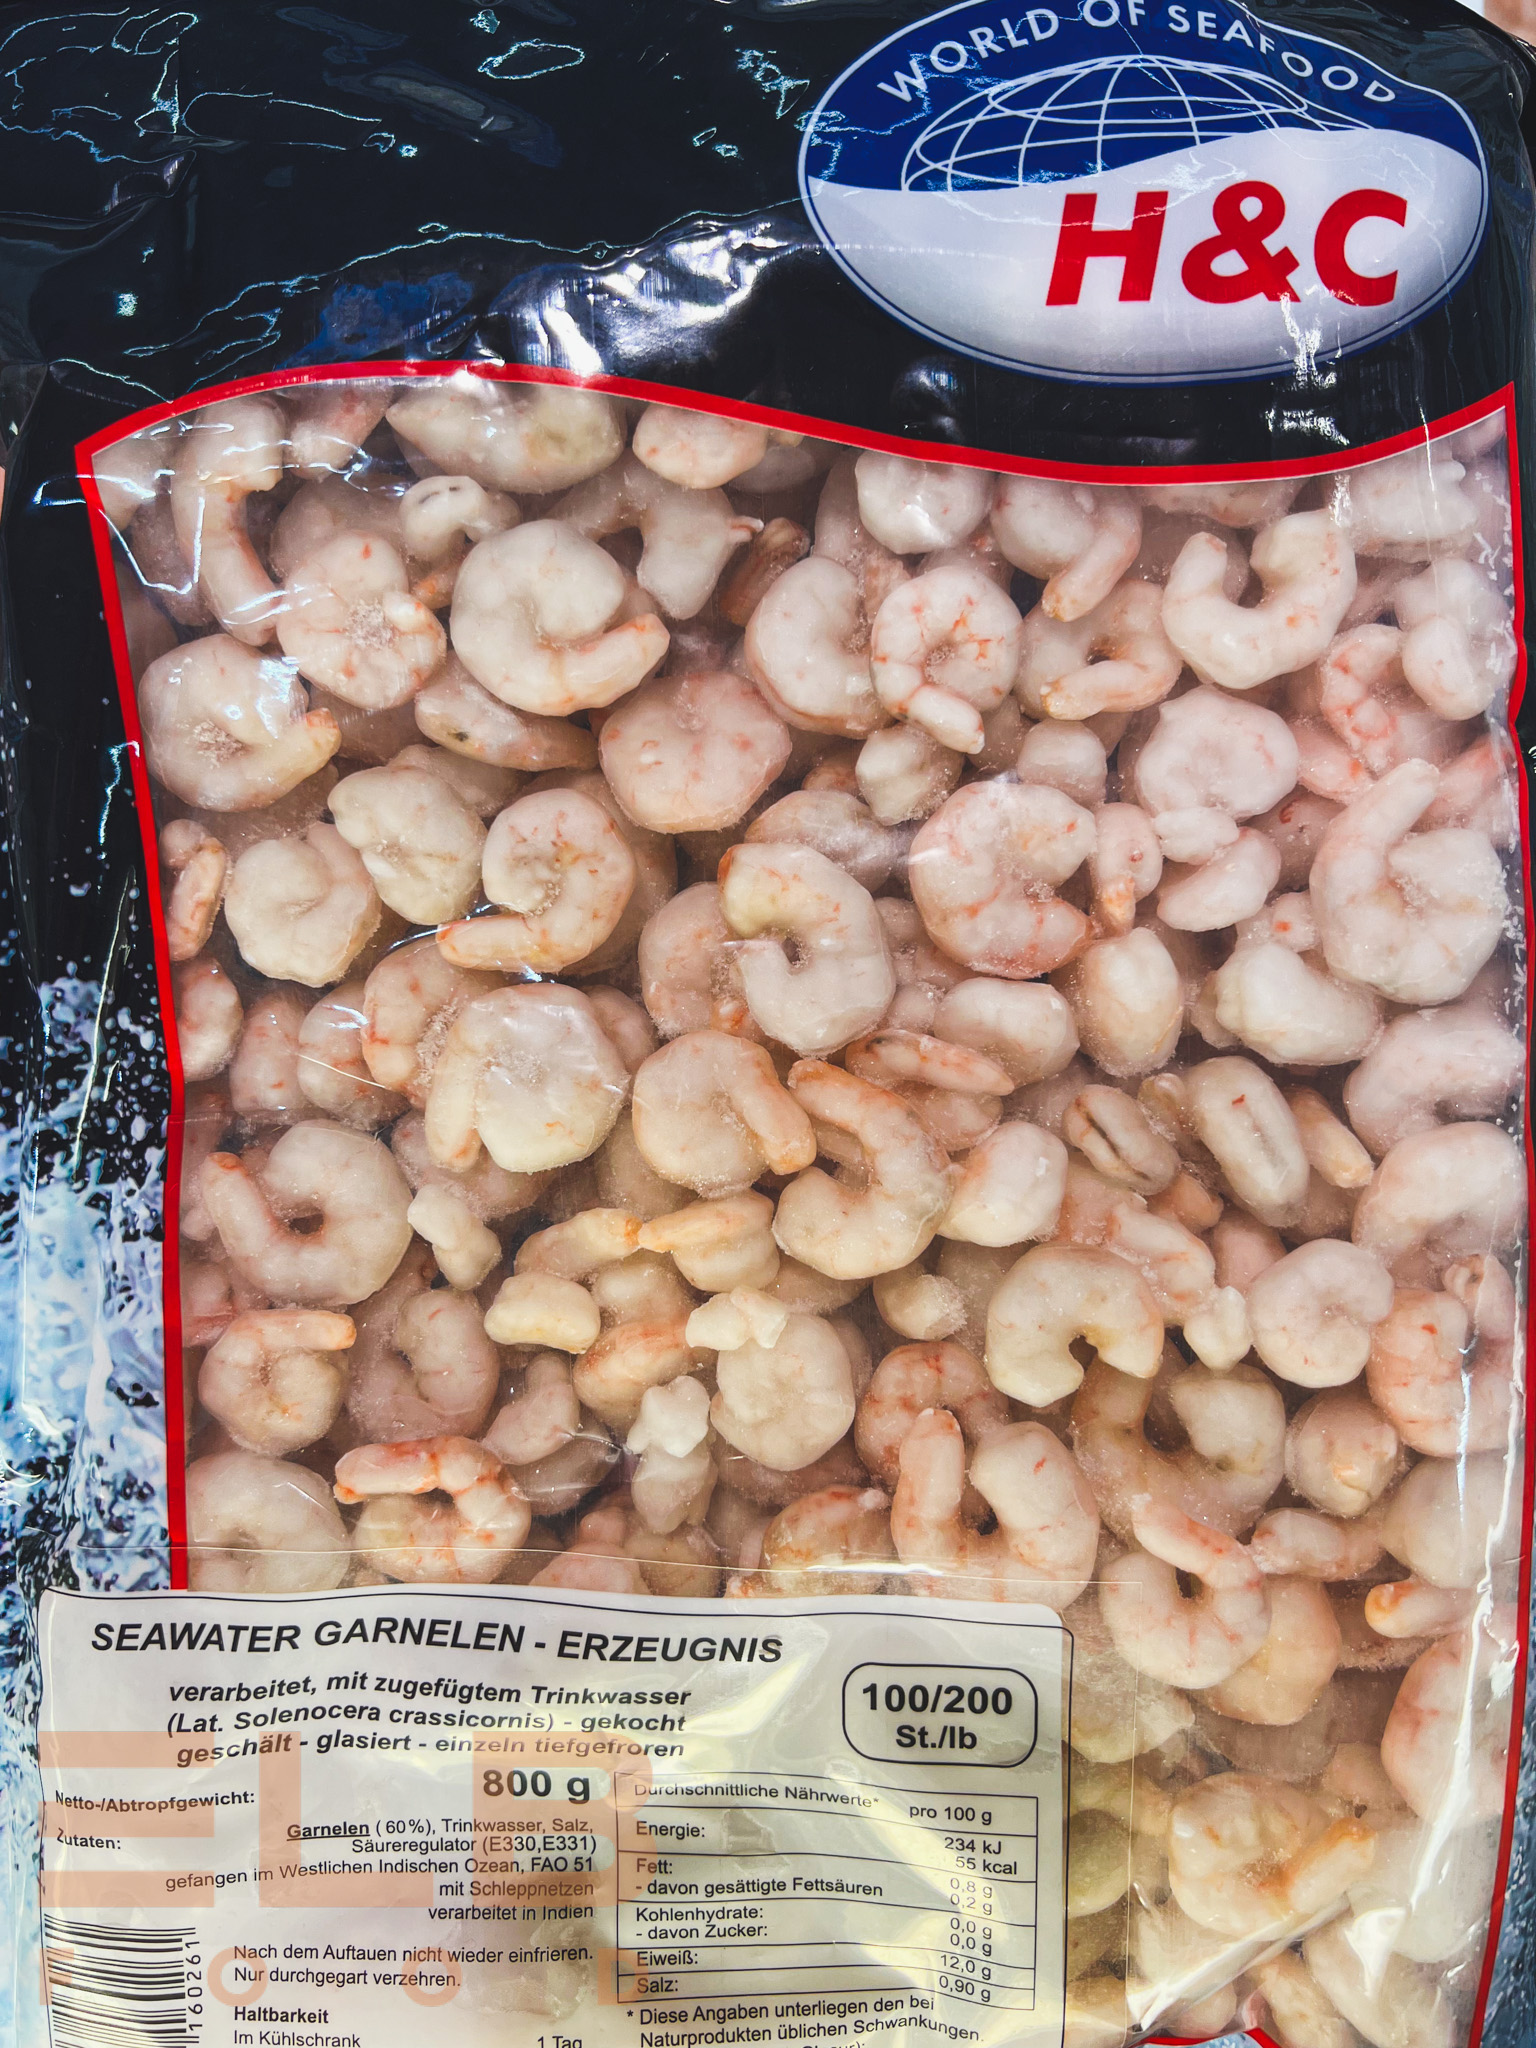 WORLD OF SEAFOOD
H&C
SEAWATER GARNELEN - ERZEUGNIS
verarbeitet, mit zugefügtem Trinkwasser
(Lat. Solenocera crassicornis) - gekocht
geschält - glasiert - einzeln tiefgefroren
100/200
St./lb
Netto-/Abtropfgewicht: 800 g
Zutaten: Garnelen (60%), Trinkwasser, Salz,
Säureregulator (E330,E331)
gefangen im Westlichen Indischen Ozean, FAO 51
mit Schleppnetzen
verarbeitet in Indien
Nach dem Auftauen nicht wieder einfrieren.
Nur durchgegart verzehren.
Haltbarkeit
Im Kühlschrank 1 Tag
160261
Durchschnittliche Nährwerte* pro 100 g
Energie: 234 kJ
55 kcal
Fett: 0,8 g
- davon gesättigte Fettsäuren 0,2 g
Kohlenhydrate: 0,0 g
- davon Zucker: 0,0 g
Eiweiß: 12,0 g
Salz: 0,90 g
* Diese Angaben unterliegen den bei
Naturprodukten üblichen Schwankungen.